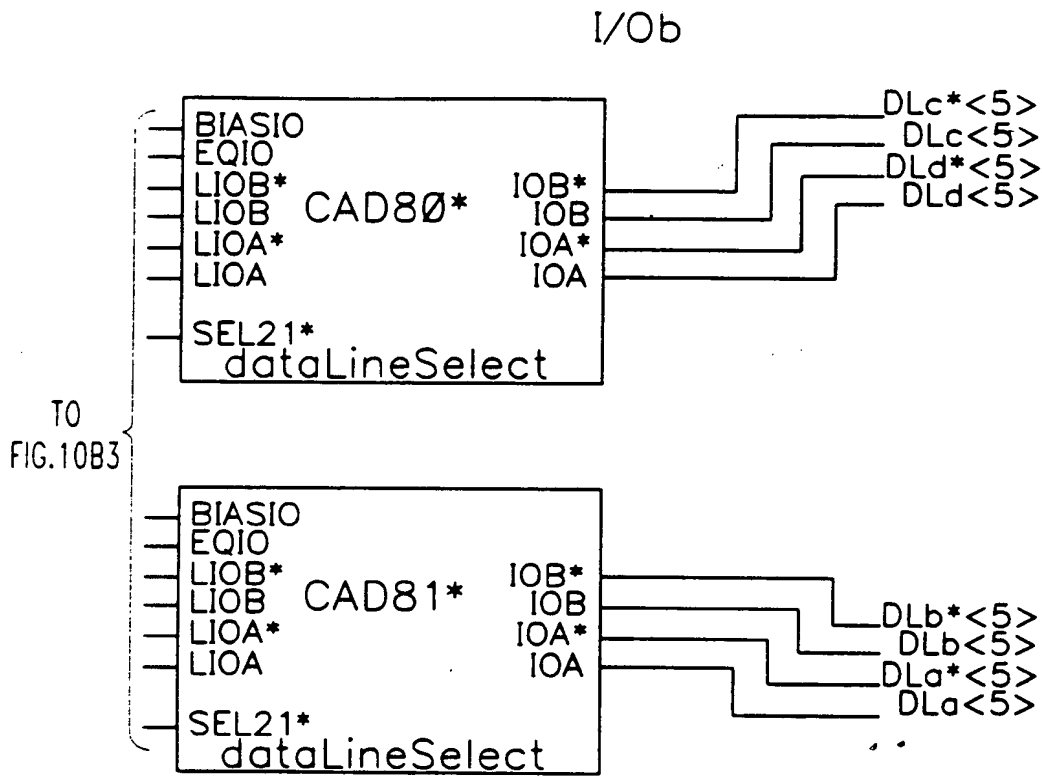 I/Ob
BIASIO
EQIO
LIOB*
LIOB
LIOA*
LIOA
SEL21*
CAD80*
dataLineSelect
IOB*
IOB
IOA*
IOA
DLc*<5>
DLc<5>
DLd*<5>
DLd<5>
TO
FIG.10B3
BIASIO
EQIO
LIOB*
LIOB
LIOA*
LIOA
SEL21*
CAD81*
dataLineSelect
IOB*
IOB
IOA*
IOA
DLb*<5>
DLb<5>
DLa*<5>
DLa<5>